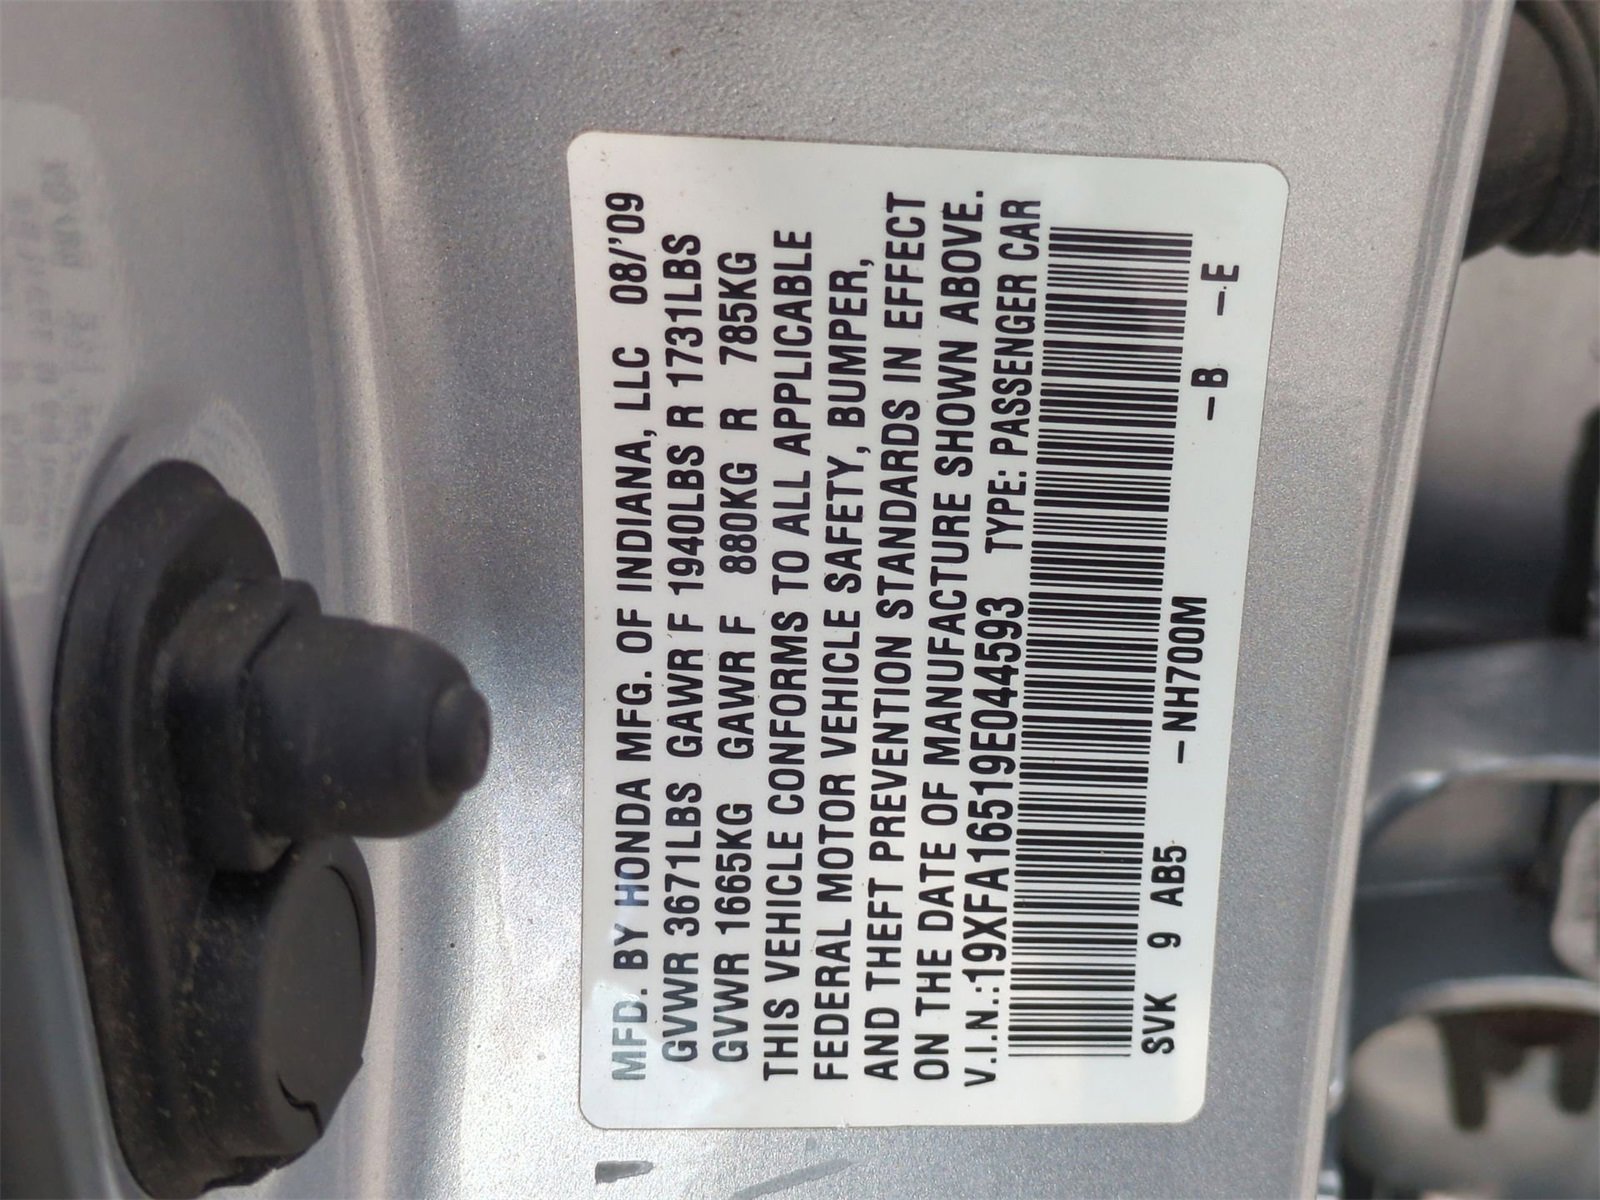 MFD. BY HONDA MFG. OF INDIANA, LLC 08/'09
GVWR 3671LBS GAWR F 1940LBS R 1731LBS
GVWR 1665KG GAWR F 880KG R 785KG
THIS VEHICLE CONFORMS TO ALL APPLICABLE
FEDERAL MOTOR VEHICLE SAFETY, BUMPER,
AND THEFT PREVENTION STANDARDS IN EFFECT
ON THE DATE OF MANUFACTURE SHOWN ABOVE.
V.I.N.:19XFA16519E044593 TYPE: PASSENGER CAR
SVK 9 AB5 -NH700M -B -E